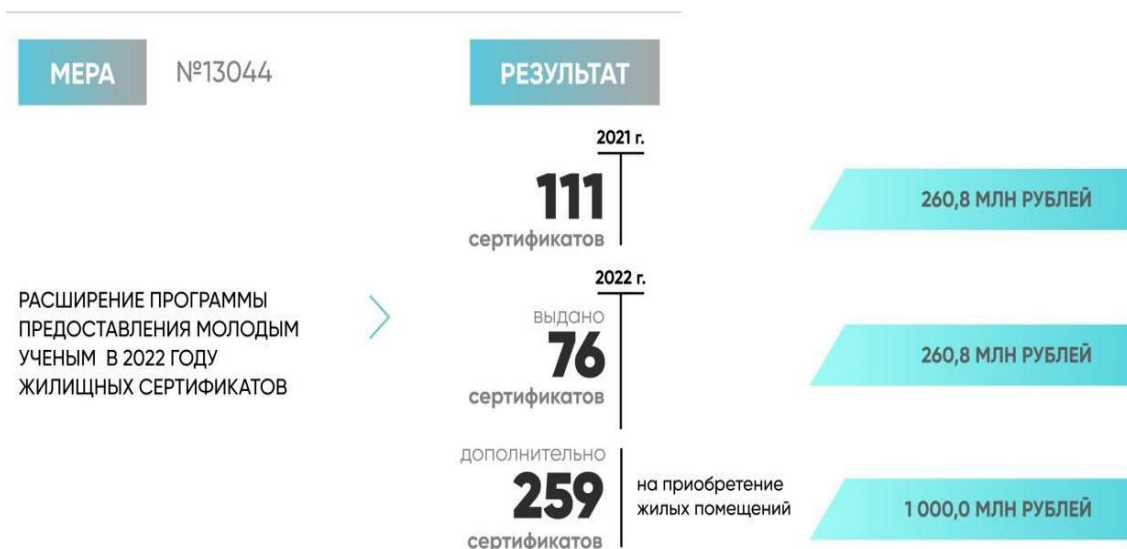 МЕРА №13044
РЕЗУЛЬТАТ
РАСШИРЕНИЕ ПРОГРАММЫ
ПРЕДОСТАВЛЕНИЯ МОЛОДЫМ
УЧЕНЫМ В 2022 ГОДУ
ЖИЛИЩНЫХ СЕРТИФИКАТОВ
2021 г.
111
сертификатов
260,8 МЛН РУБЛЕЙ
2022 г.
выдано
76
сертификатов
260,8 МЛН РУБЛЕЙ
дополнительно
259
сертификатов
на приобретение
жилых помещений
1 000,0 МЛН РУБЛЕЙ